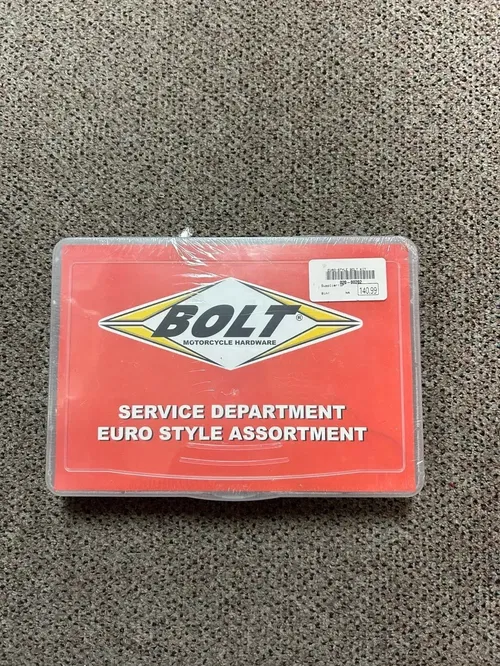 140.99
BOLT®
MOTORCYCLE HARDWARE
SERVICE DEPARTMENT
EURO STYLE ASSORTMENT